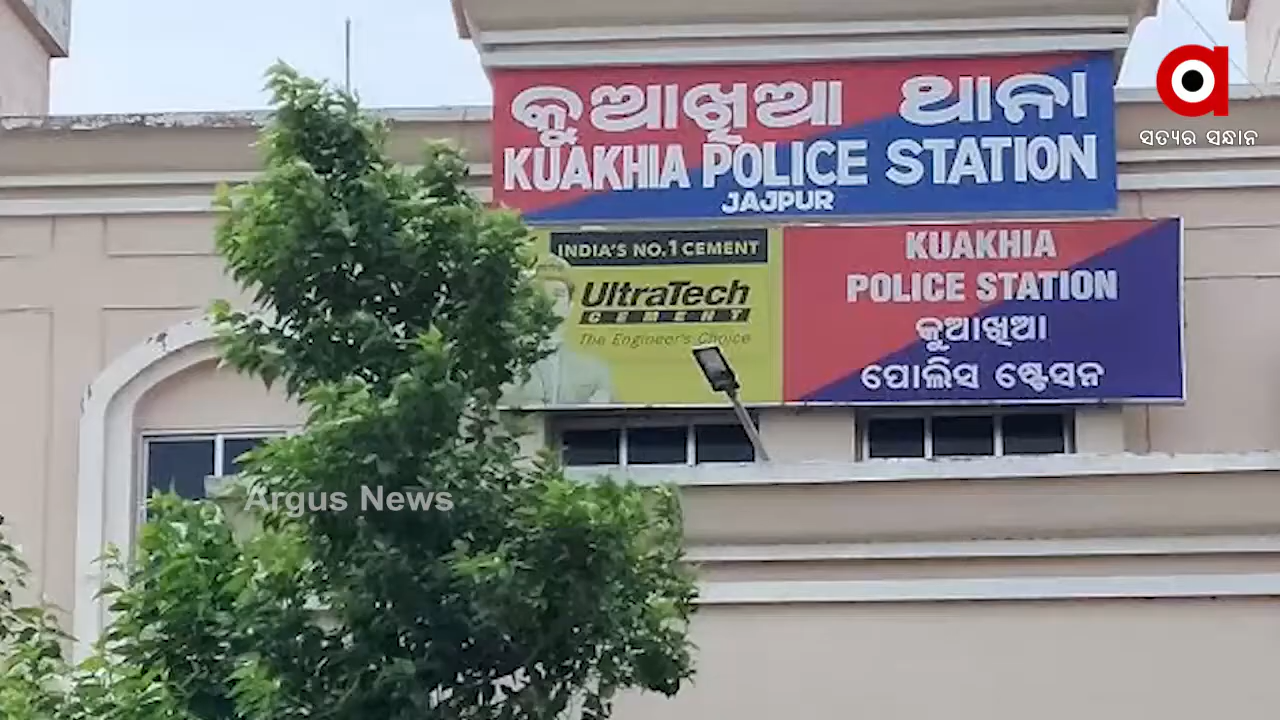 କୁଆଖିଆ ଥାନା
KUAKHIA POLICE STATION
JAJPUR
ସତ୍ୟର ସନ୍ଧାନ
INDIA'S NO.1 CEMENT
UltraTech
CEMENT
The Engineer's Choice
KUAKHIA
POLICE STATION
କୁଆଖିଆ
ପୋଲିସ ଷ୍ଟେସନ
Argus News